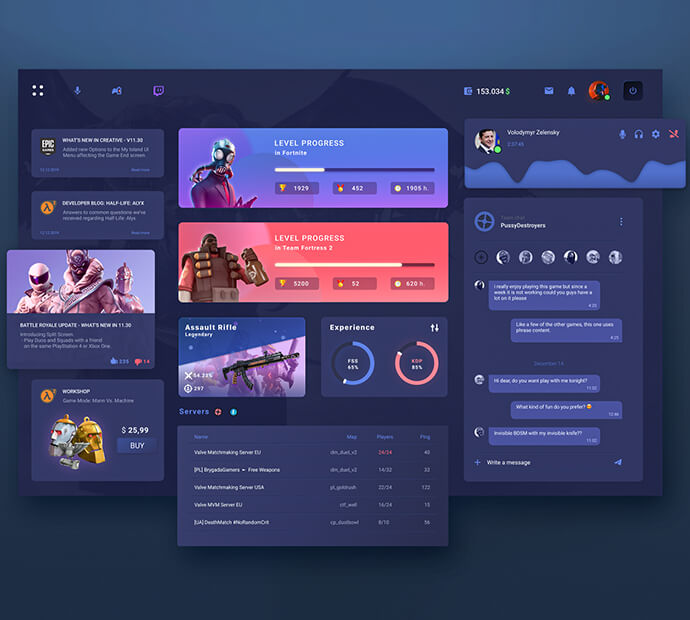 153.034 $
EPIC
GAMES
WHAT'S NEW IN CREATIVE - V11.30
Added new Options to the My Island UI
Menu affecting the Game End screen
12.12.2019
Read more
DEVELOPER BLOG: HALF-LIFE: ALYX
Answers to common questions we've
received regarding Half-Life: Alys
12.12.2019
Read more
BATTLE ROYALE UPDATE - WHAT'S NEW IN 11.30
Introducing Split Screen.
- Play Duos and Squads with a friend
on the same PlayStation 4 or Xbox One.
235
14
WORKSHOP
Game Mode: Mann Vs. Machine
$ 25,99
BUY
LEVEL PROGRESS
in Fortnite
1929
452
1905 h.
LEVEL PROGRESS
in Team Fortress 2
5200
52
620 h.
Assault Rifle
Legendary
54.23%
297
Experience
FSS
65%
KDP
85%
Servers
Name Map Players Ping
Valve Matchmaking Server EU dm_duel_v2 24/24 40
[PL] BrygadaGamers Free Weapons dm_duel_v2 14/32 32
Valve Matchmaking Server USA pl_goldrush 22/24 122
Valve MVM Server EU ctf_well 16/24 15
[UA] DeathMatch #NoRandomCrit cp_dustbowl 8/10 56
Volodymyr Zelensky
2:37:45
Team chat
PussyDestroyers
I really enjoy playing this game but since a
week it is not working could you guys have
a lot on it please
4:25
Like a few of the other games, this one uses
phrase content.
4:25
December 14
Hi dear, do you want play with me tonight?
11:02
What kind of fun do you prefer?
12:46
Invisible BDSM with my invisible knife??
11:02
Write a message